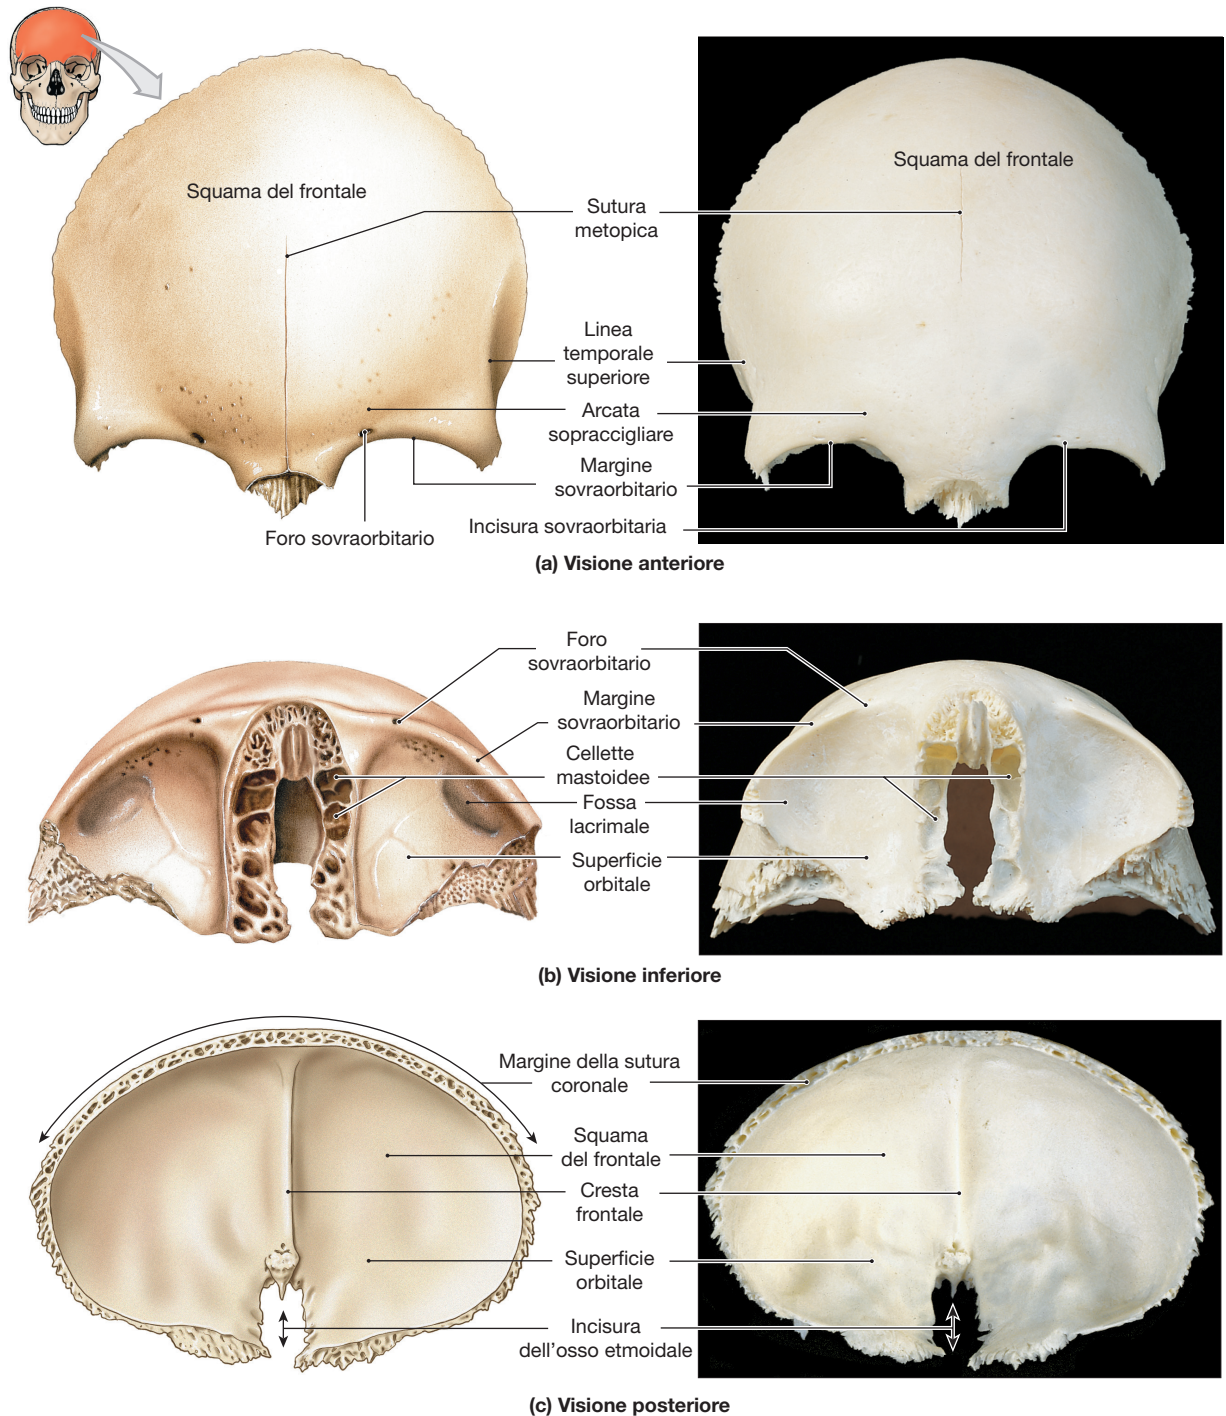 Squama del frontale
Squama del frontale
Sutura
metopica
Linea
temporale
superiore
Arcata
sopraccigliare
Margine
sovraorbitario
Incisura sovraorbitaria
Foro sovraorbitario
(a) Visione anteriore
Foro
sovraorbitario
Margine
sovraorbitario
Cellette
mastoidee
Fossa
lacrimale
Superficie
orbitale
(b) Visione inferiore
Margine della sutura
coronale
Squama
del frontale
Cresta
frontale
Superficie
orbitale
Incisura
dell'osso etmoidale
(c) Visione posteriore